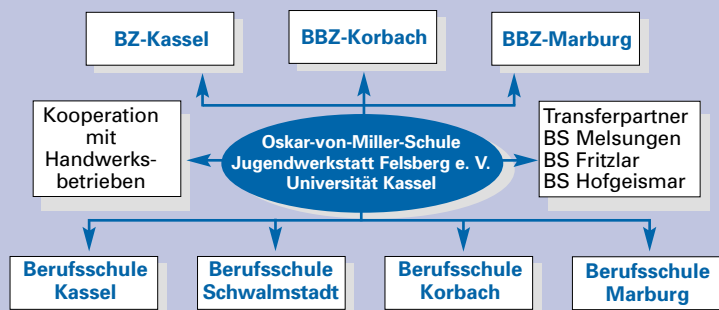 BZ-Kassel
BBZ-Korbach
BBZ-Marburg
Kooperation
mit
Handwerks-
betrieben
Oskar-von-Miller-Schule
Jugendwerkstatt Felsberg e. V.
Universität Kassel
Transferpartner
BS Melsungen
BS Fritzlar
BS Hofgeismar
Berufsschule
Kassel
Berufsschule
Schwalmstadt
Berufsschule
Korbach
Berufsschule
Marburg